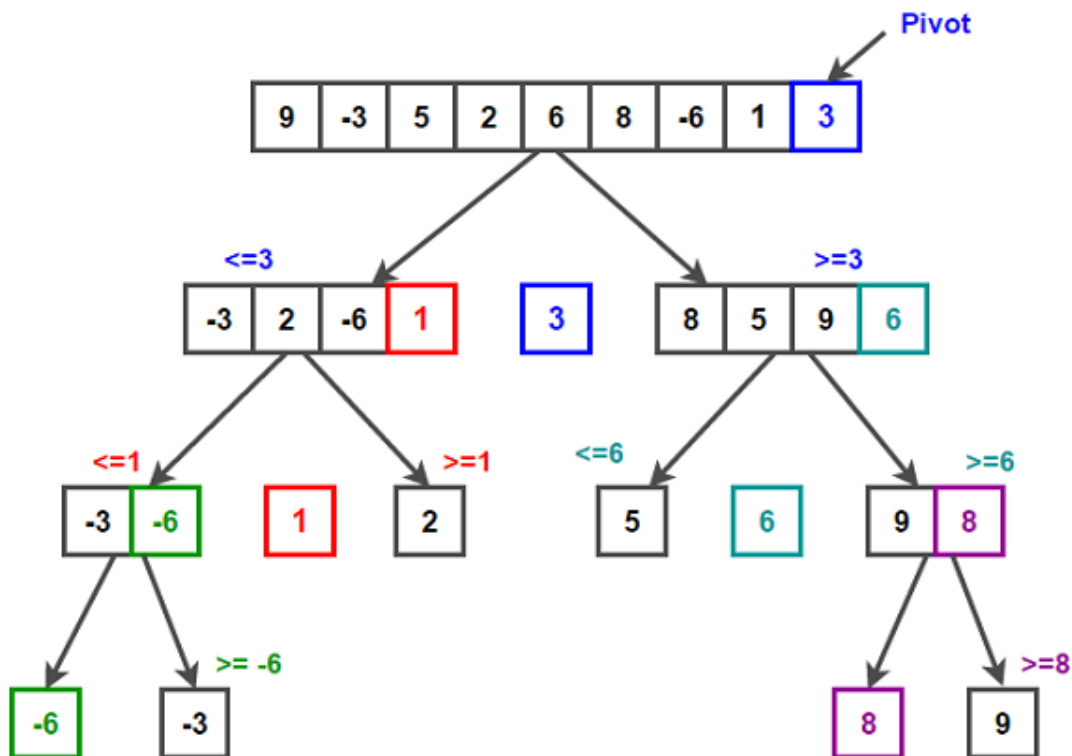 Pivot
9 -3 5 2 6 8 -6 1 3
<=3 >=3
-3 2 -6 1 3 8 5 9 6
<=1 >=1 <=6 >=6
-3 -6 1 2 5 6 9 8
>= -6 >=8
-6 -3 8 9